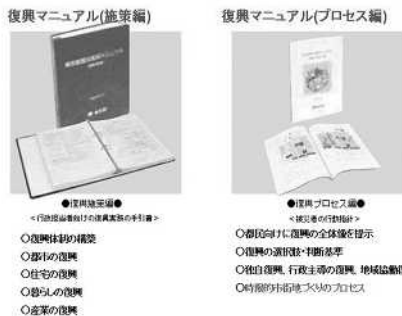 復興マニュアル(施策編)
●復興施策編●
<行政担当者向けの復興実務の手引書>
○復興体制の構築
○都市の復興
○住宅の復興
○暮らしの復興
○産業の復興
復興マニュアル(プロセス編)
●復興プロセス編●
<被災者の行動指針>
○都民向けに復興の全体像を提示
○復興の選択肢・判断基準
○独自復興、行政主導の復興、地域協働
○時限的市街地づくりのプロセス